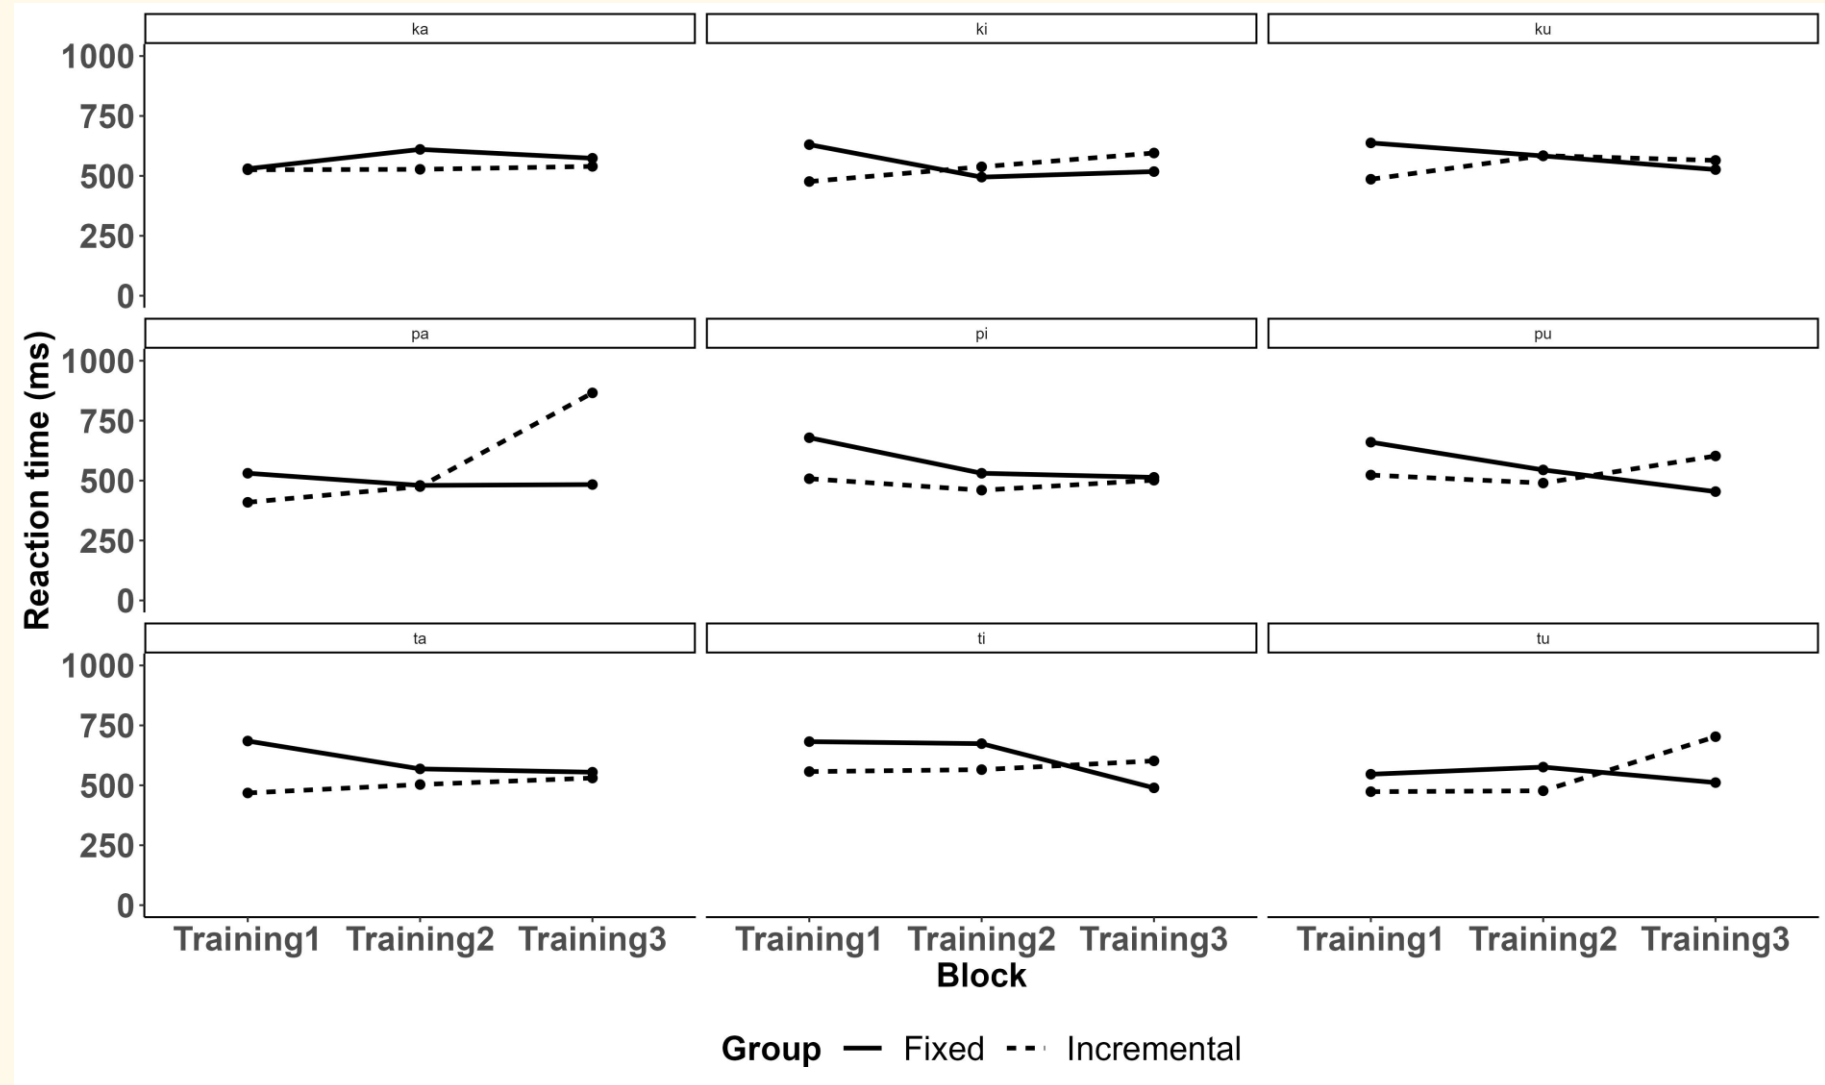 ka ki ku
1000
750
500
250
0
pa pi pu
1000
750
500
250
0
Reaction time (ms)
ta ti tu
1000
750
500
250
0
Training1 Training2 Training3 Training1 Training2 Training3 Training1 Training2 Training3
Block
Group Fixed Incremental